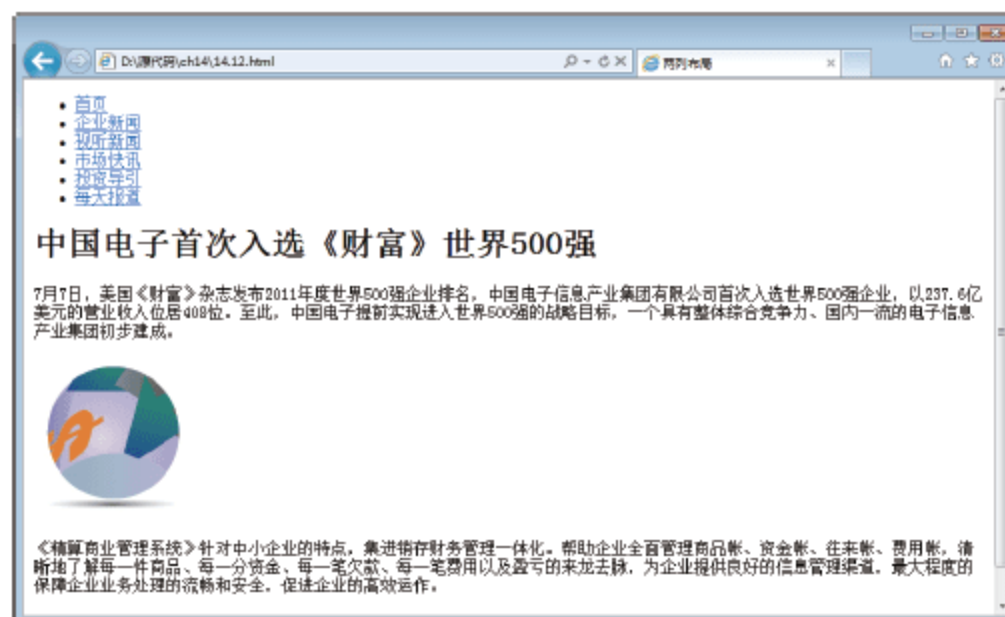 D:\源代码\ch14\14.12.html
两列布局
首页
企业新闻
视听新闻
市场快讯
投资导引
每天报道
中国电子首次入选《财富》世界500强
7月7日，美国《财富》杂志发布2011年度世界500强企业排名，中国电子信息产业集团有限公司首次入选世界500强企业，以237.6亿
美元的营业收入位居408位。至此，中国电子提前实现进入世界500强的战略目标，一个具有整体综合竞争力、国内一流的电子信息
产业集团初步建成。
《精算商业管理系统》针对中小企业的特点，集进销存财务管理一体化。帮助企业全面管理商品帐、资金帐、往来帐、费用帐，清
晰地了解每一件商品、每一分资金、每一笔欠款、每一笔费用以及盈亏的来龙去脉，为企业提供良好的信息管理渠道，最大程度的
保障企业业务处理的流畅和安全，促进企业的高效运作。